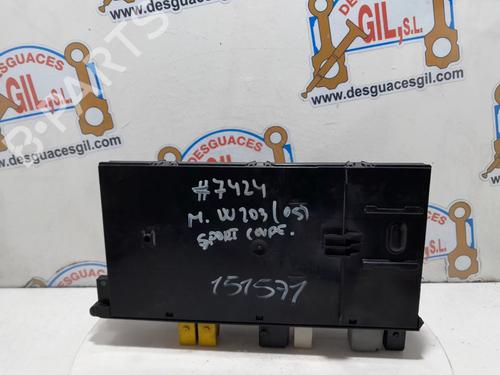 DESGUACES
GIL,S.L.
www.desguacesgil.com
DESGUACES
GIL,S.L.
www.desguacesgil.com
B-PARTS
#7424
M. W203 (05)
SPORT COUPE.
151571